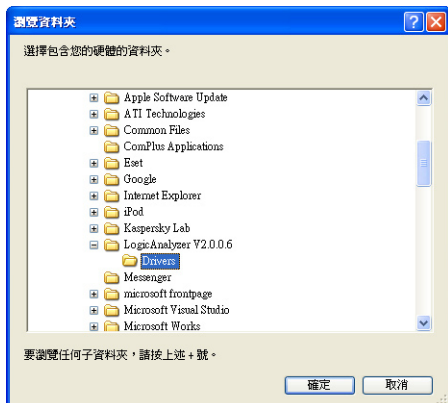 瀏覽資料夾
選擇包含您的硬體的資料夾。
Apple Software Update
ATI Technologies
Common Files
ComPlus Applications
Eset
Google
Internet Explorer
iPod
Kaspersky Lab
LogicAnalyzer V2.0.0.6
Drivers
Messenger
microsoft frontpage
Microsoft Visual Studio
Microsoft Works
要瀏覽任何子資料夾，請按上述 + 號。
確定 取消